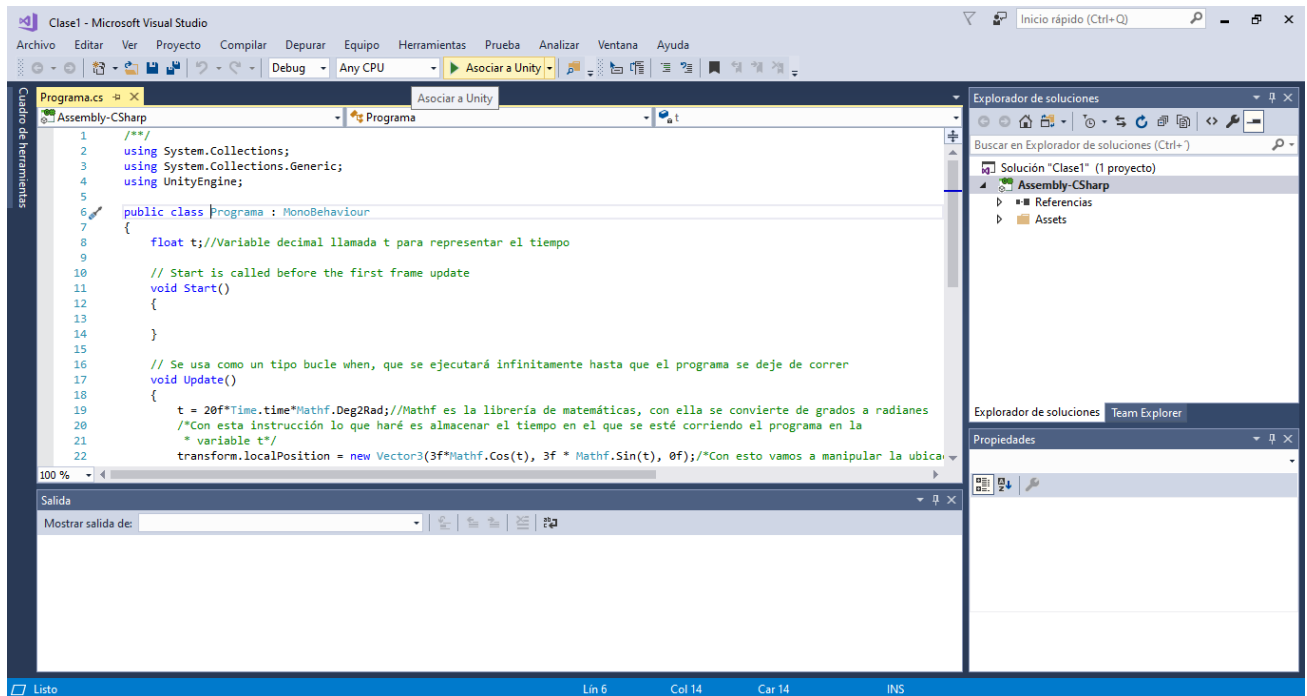 Clase1 - Microsoft Visual Studio
Inicio rápido (Ctrl+Q)
Archivo Editar Ver Proyecto Compilar Depurar Equipo Herramientas Prueba Analizar Ventana Ayuda
Debug Any CPU Asociar a Unity
Asociar a Unity
Cuadro de herramientas
Programa.cs
Assembly-CSharp Programa t
1 /**/
2 using System.Collections;
3 using System.Collections.Generic;
4 using UnityEngine;
5
6 public class Programa : MonoBehaviour
7 {
8 float t;//Variable decimal llamada t para representar el tiempo
9
10 // Start is called before the first frame update
11 void Start()
12 {
13
14 }
15
16 // Se usa como un tipo bucle when, que se ejecutará infinitamente hasta que el programa se deje de correr
17 void Update()
18 {
19 t = 20f*Time.time*Mathf.Deg2Rad;//Mathf es la librería de matemáticas, con ella se convierte de grados a radianes
20 /*Con esta instrucción lo que haré es almacenar el tiempo en el que se esté corriendo el programa en la
21 * variable t*/
22 transform.localPosition = new Vector3(3f*Mathf.Cos(t), 3f * Mathf.Sin(t), 0f);/*Con esto vamos a manipular la ubica
100 %
Salida
Mostrar salida de:
Explorador de soluciones
Buscar en Explorador de soluciones (Ctrl+´)
Solución "Clase1" (1 proyecto)
Assembly-CSharp
Referencias
Assets
Explorador de soluciones Team Explorer
Propiedades
Listo Lín 6 Col 14 Car 14 INS